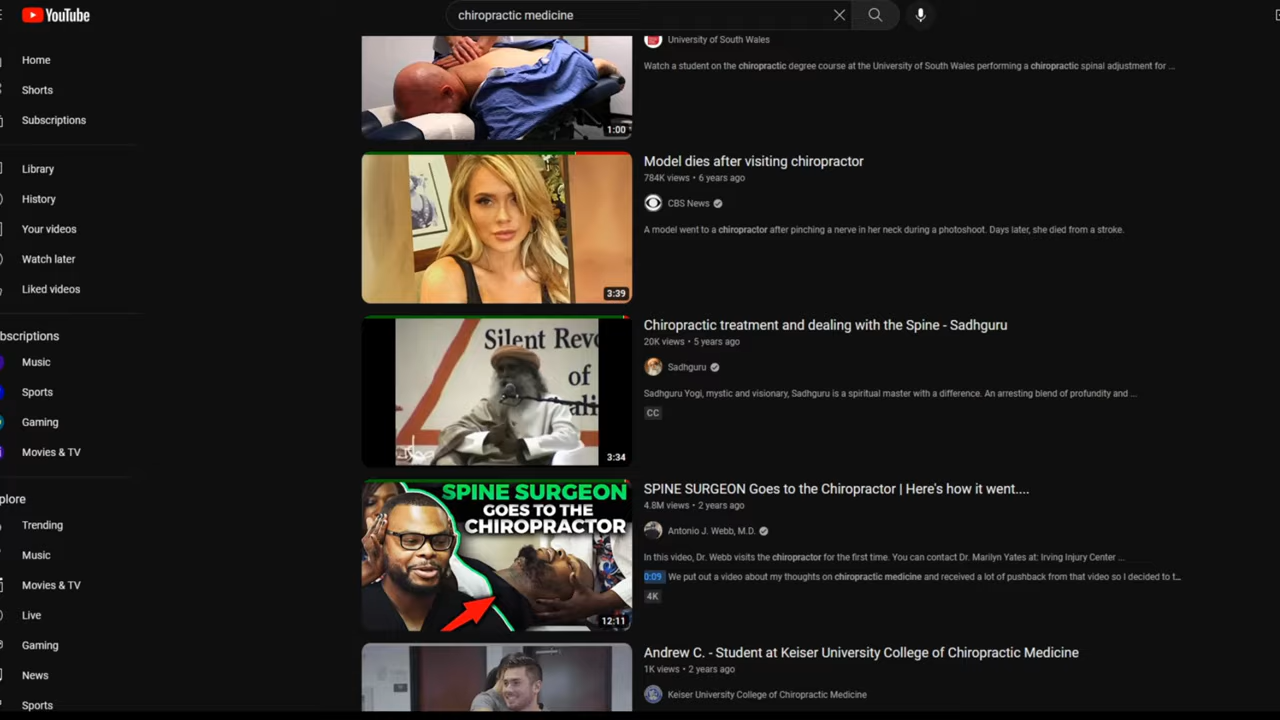 YouTube
chiropractic medicine
Home
Shorts
Subscriptions
Library
History
Your videos
Watch later
Liked videos
bscriptions
Music
Sports
Gaming
Movies & TV
plore
Trending
Music
Movies & TV
Live
Gaming
News
Sports
University of South Wales
Watch a student on the chiropractic degree course at the University of South Wales performing a chiropractic spinal adjustment for ...
1:00
Model dies after visiting chiropractor
784K views • 6 years ago
CBS News
A model went to a chiropractor after pinching a nerve in her neck during a photoshoot. Days later, she died from a stroke.
3:39
Silent Revo
of
Chiropractic treatment and dealing with the Spine - Sadhguru
20K views • 5 years ago
Sadhguru
Sadhguru Yogi, mystic and visionary, Sadhguru is a spiritual master with a difference. An arresting blend of profundity and ...
CC
3:34
SPINE SURGEON
GOES TO THE
CHIROPRACTOR
12:11
SPINE SURGEON Goes to the Chiropractor | Here's how it went....
4.8M views • 2 years ago
Antonio J. Webb, M.D.
In this video, Dr. Webb visits the chiropractor for the first time. You can contact Dr. Marilyn Yates at: Irving Injury Center ...
0:09 We put out a video about my thoughts on chiropractic medicine and received a lot of pushback from that video so I decided to t...
4K
Andrew C. - Student at Keiser University College of Chiropractic Medicine
1K views • 2 years ago
Keiser University College of Chiropractic Medicine